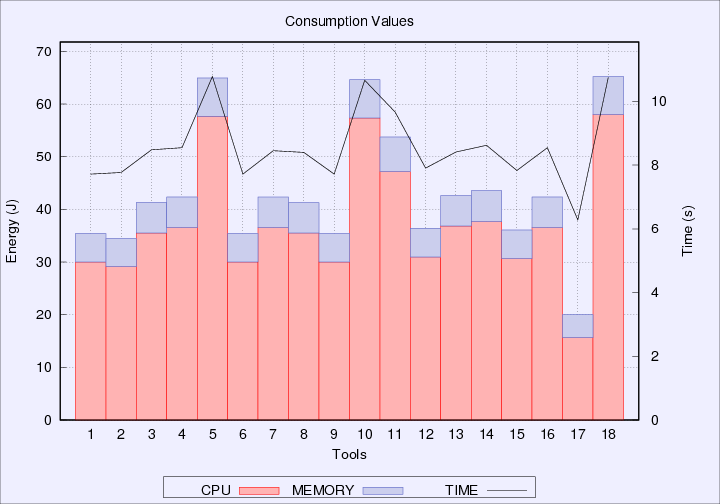 Consumption Values
70
60
50
40
30
20
10
0
Energy (J)
10
8
6
4
2
0
Time (s)
1 2 3 4 5 6 7 8 9 10 11 12 13 14 15 16 17 18
Tools
CPU MEMORY TIME